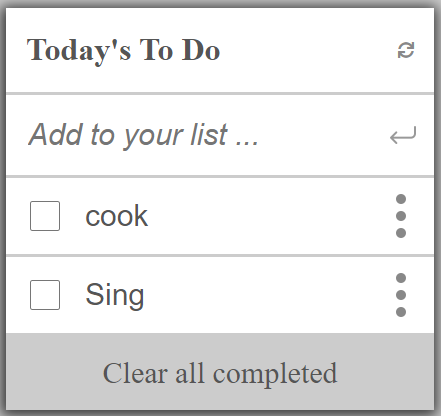 Today's To Do
Add to your list ...
cook
Sing
Clear all completed